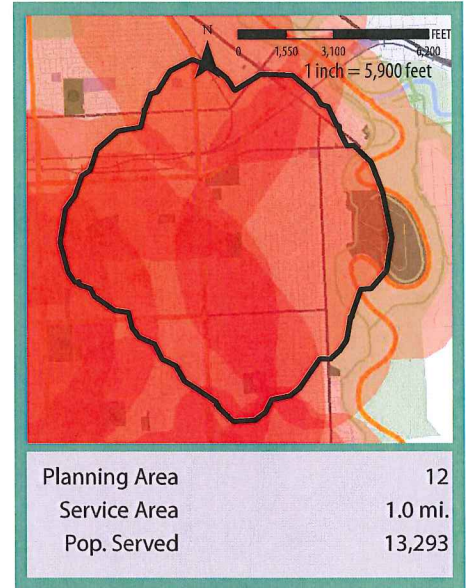 N
FEET
0 1,550 3,100 6,200
1 inch = 5,900 feet
Planning Area 12
Service Area 1.0 mi.
Pop. Served 13,293